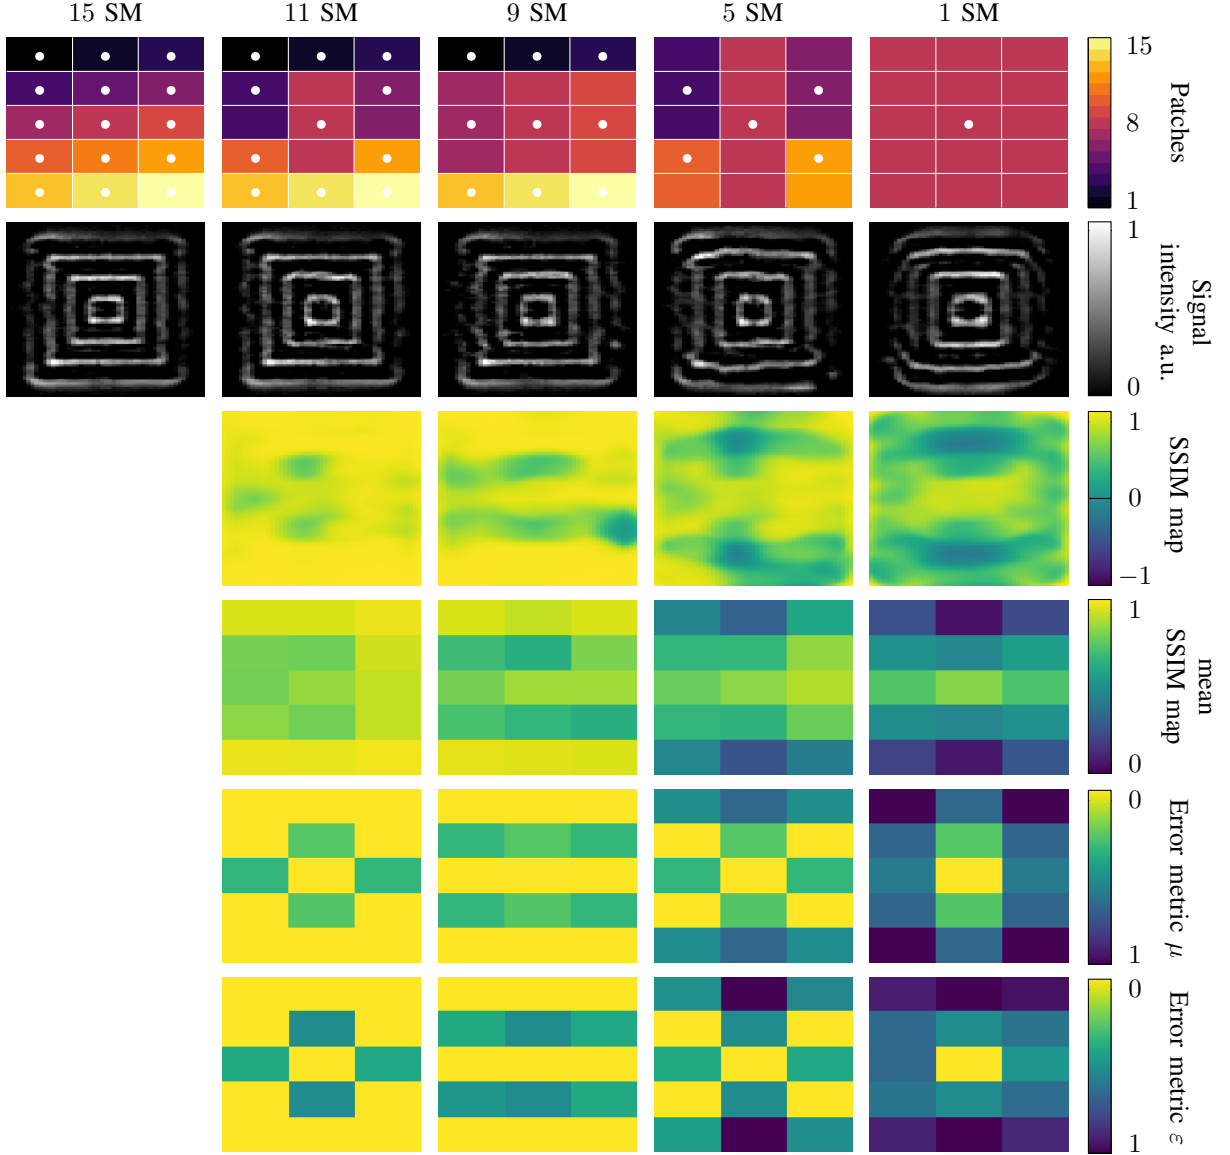 15 SM
11 SM
9 SM
5 SM
1 SM
15
8
1
Patches
1
0
Signal
intensity a.u.
1
0
−1
SSIM map
1
0
mean
SSIM map
0
1
Error metric μ
0
1
Error metric ε